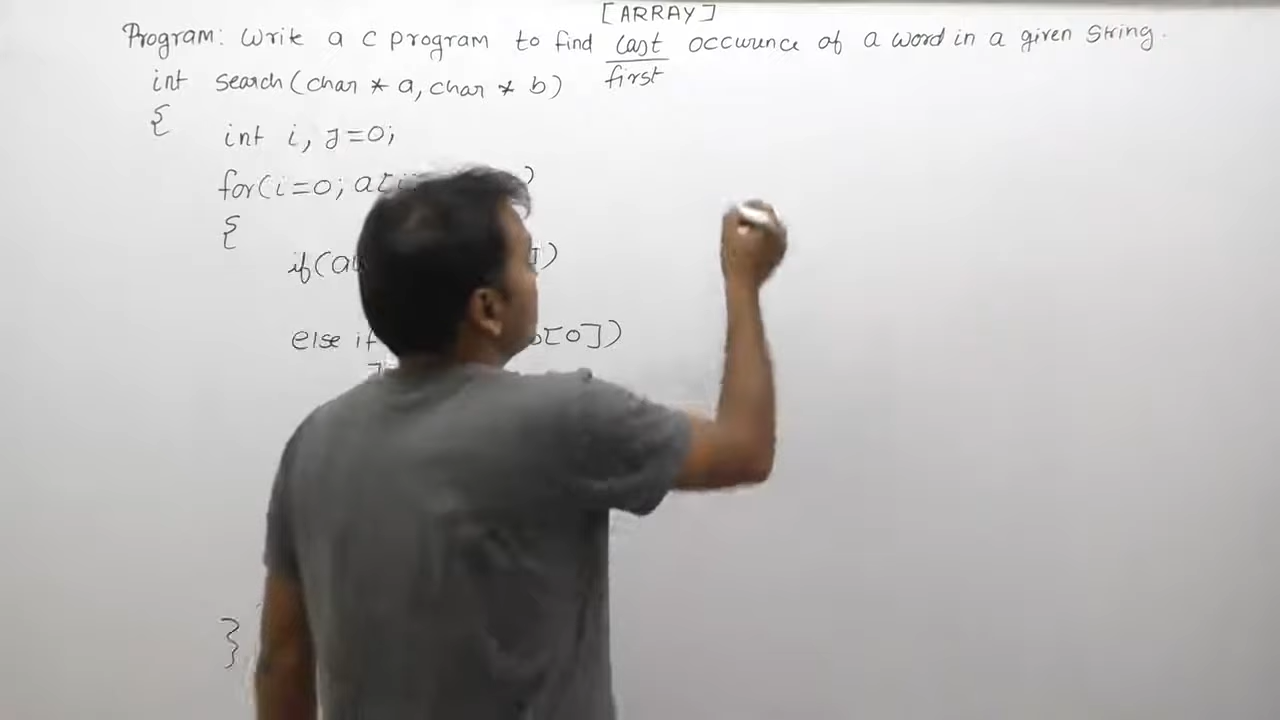 [ARRAY]
Program: Write a c program to find last occurence of a word in a given string.
first
int search(char * a, char * b)
{
int i, J=0;
for(i=0; a[i )
{
if(a )
else if b[0])
}